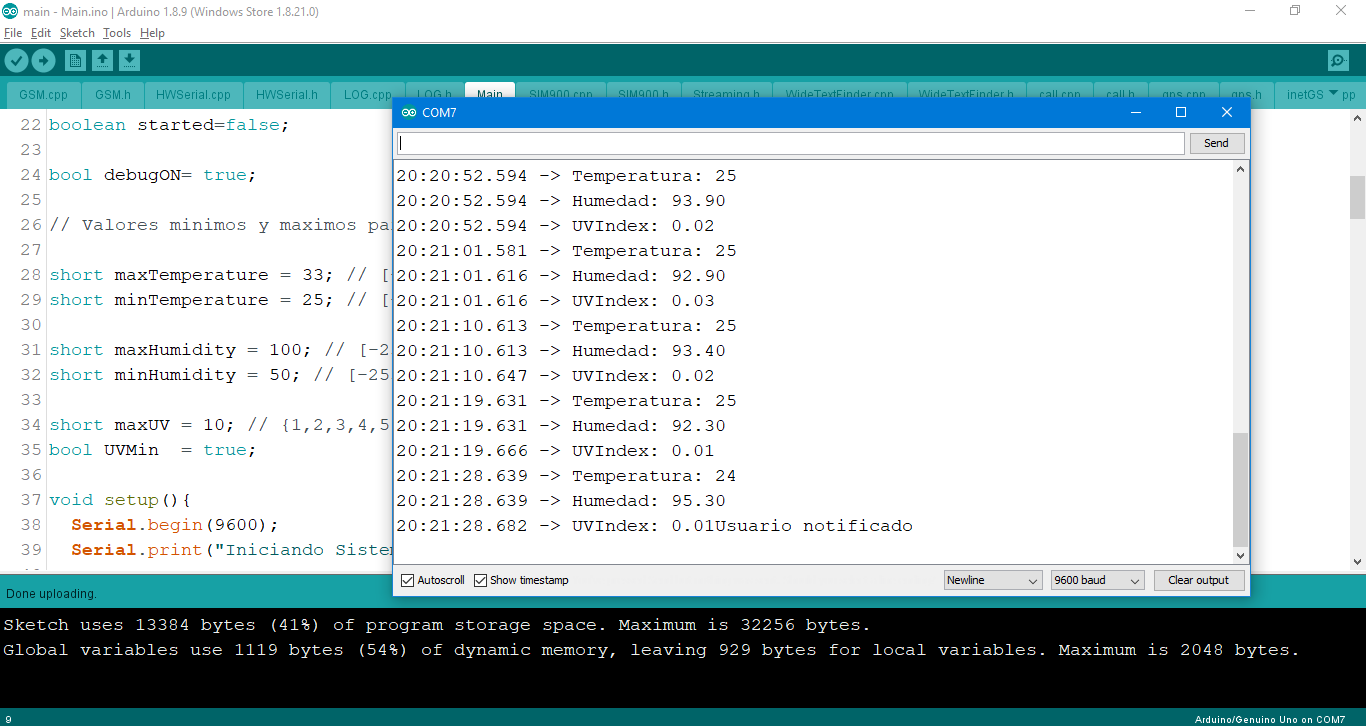 main - Main.ino | Arduino 1.8.9 (Windows Store 1.8.21.0)
File Edit Sketch Tools Help
GSM.cpp GSM.h HWSerial.cpp HWSerial.h LOG.cpp LOG.h Main SIM900.cpp SIM900.h Streaming.h WideTextFinder.cpp WideTextFinder.h call.cpp call.h gps.cpp gps.h inetGS pp
22 boolean started=false;
23
24 bool debugON= true;
25
26 // Valores minimos y maximos pa
27
28 short maxTemperature = 33; // [
29 short minTemperature = 25; // [
30
31 short maxHumidity = 100; // [-2
32 short minHumidity = 50; // [-25
33
34 short maxUV = 10; // {1,2,3,4,5
35 bool UVMin  = true;
36
37 void setup(){
38 Serial.begin(9600);
39 Serial.print("Iniciando Sistem
COM7
Send
20:20:52.594 -> Temperatura: 25
20:20:52.594 -> Humedad: 93.90
20:20:52.594 -> UVIndex: 0.02
20:21:01.581 -> Temperatura: 25
20:21:01.616 -> Humedad: 92.90
20:21:01.616 -> UVIndex: 0.03
20:21:10.613 -> Temperatura: 25
20:21:10.613 -> Humedad: 93.40
20:21:10.647 -> UVIndex: 0.02
20:21:19.631 -> Temperatura: 25
20:21:19.631 -> Humedad: 92.30
20:21:19.666 -> UVIndex: 0.01
20:21:28.639 -> Temperatura: 24
20:21:28.639 -> Humedad: 95.30
20:21:28.682 -> UVIndex: 0.01Usuario notificado
Autoscroll Show timestamp Newline 9600 baud Clear output
Done uploading.
Sketch uses 13384 bytes (41%) of program storage space. Maximum is 32256 bytes.
Global variables use 1119 bytes (54%) of dynamic memory, leaving 929 bytes for local variables. Maximum is 2048 bytes.
9 Arduino/Genuino Uno on COM7